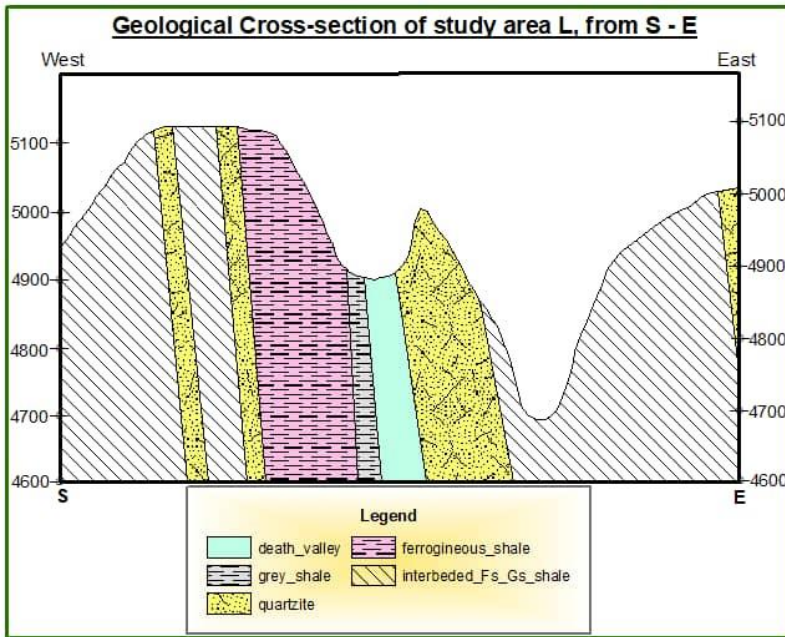 Geological Cross-section of study area L, from S - E
West East
5100 5100
5000 5000
4900 4900
4800 4800
4700 4700
4600 4600
S E
Legend
death_valley ferrogineous_shale
grey_shale interbeded_Fs_Gs_shale
quartzite